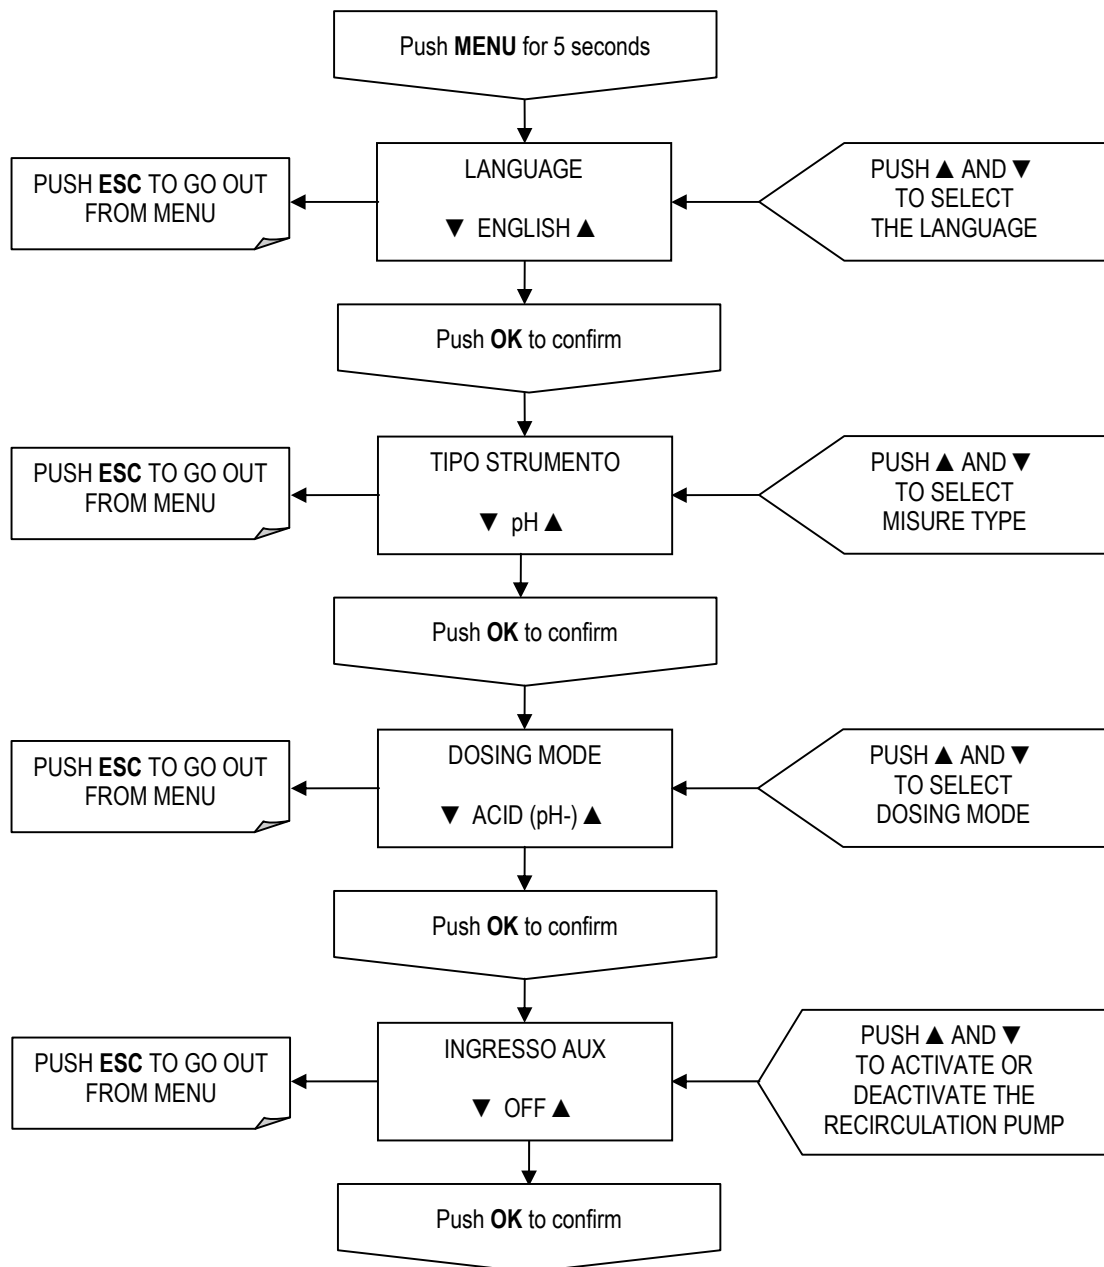 Push MENU for 5 seconds
PUSH ESC TO GO OUT
FROM MENU
LANGUAGE
▼ ENGLISH ▲
PUSH ▲ AND ▼
TO SELECT
THE LANGUAGE
Push OK to confirm
PUSH ESC TO GO OUT
FROM MENU
TIPO STRUMENTO
▼ pH ▲
PUSH ▲ AND ▼
TO SELECT
MISURE TYPE
Push OK to confirm
PUSH ESC TO GO OUT
FROM MENU
DOSING MODE
▼ ACID (pH-) ▲
PUSH ▲ AND ▼
TO SELECT
DOSING MODE
Push OK to confirm
PUSH ESC TO GO OUT
FROM MENU
INGRESSO AUX
▼ OFF ▲
PUSH ▲ AND ▼
TO ACTIVATE OR
DEACTIVATE THE
RECIRCULATION PUMP
Push OK to confirm